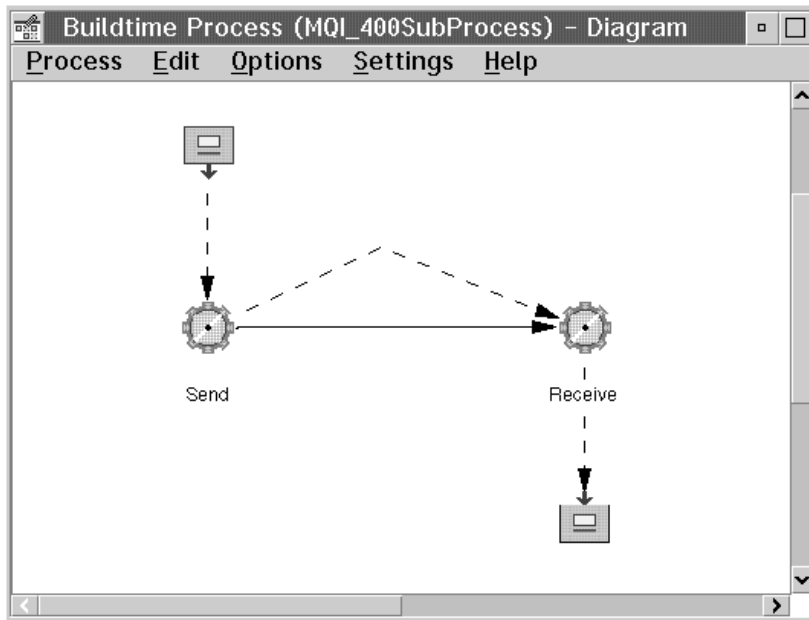 Buildtime Process (MQI_400SubProcess) – Diagram
Process Edit Options Settings Help
Send Receive